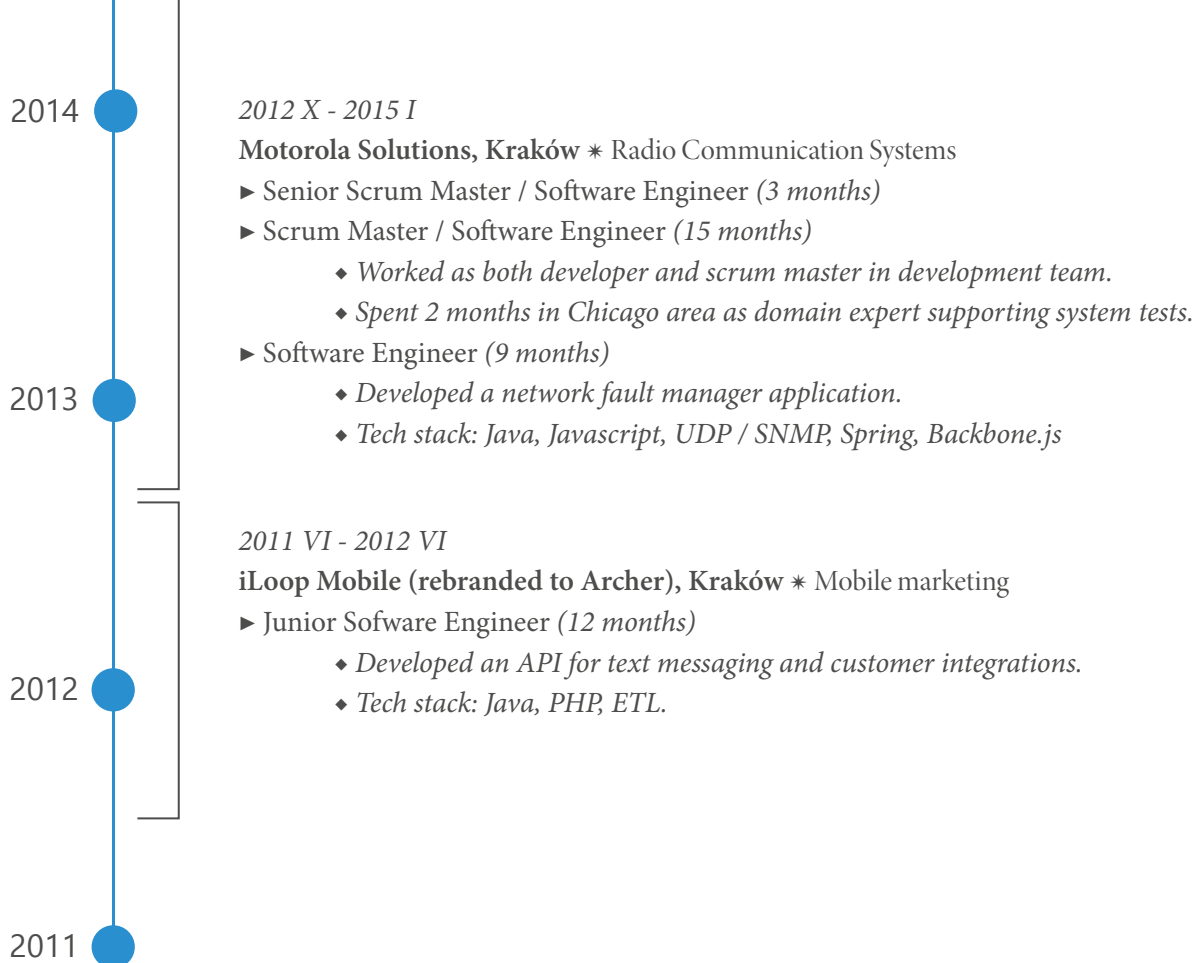 2014
2012 X - 2015 I
Motorola Solutions, Kraków ✴ Radio Communication Systems
► Senior Scrum Master / Software Engineer (3 months)
► Scrum Master / Software Engineer (15 months)
◆ Worked as both developer and scrum master in development team.
◆ Spent 2 months in Chicago area as domain expert supporting system tests.
► Software Engineer (9 months)
2013
◆ Developed a network fault manager application.
◆ Tech stack: Java, Javascript, UDP / SNMP, Spring, Backbone.js
2011 VI - 2012 VI
iLoop Mobile (rebranded to Archer), Kraków ✴ Mobile marketing
► Junior Sofware Engineer (12 months)
◆ Developed an API for text messaging and customer integrations.
2012
◆ Tech stack: Java, PHP, ETL.
2011